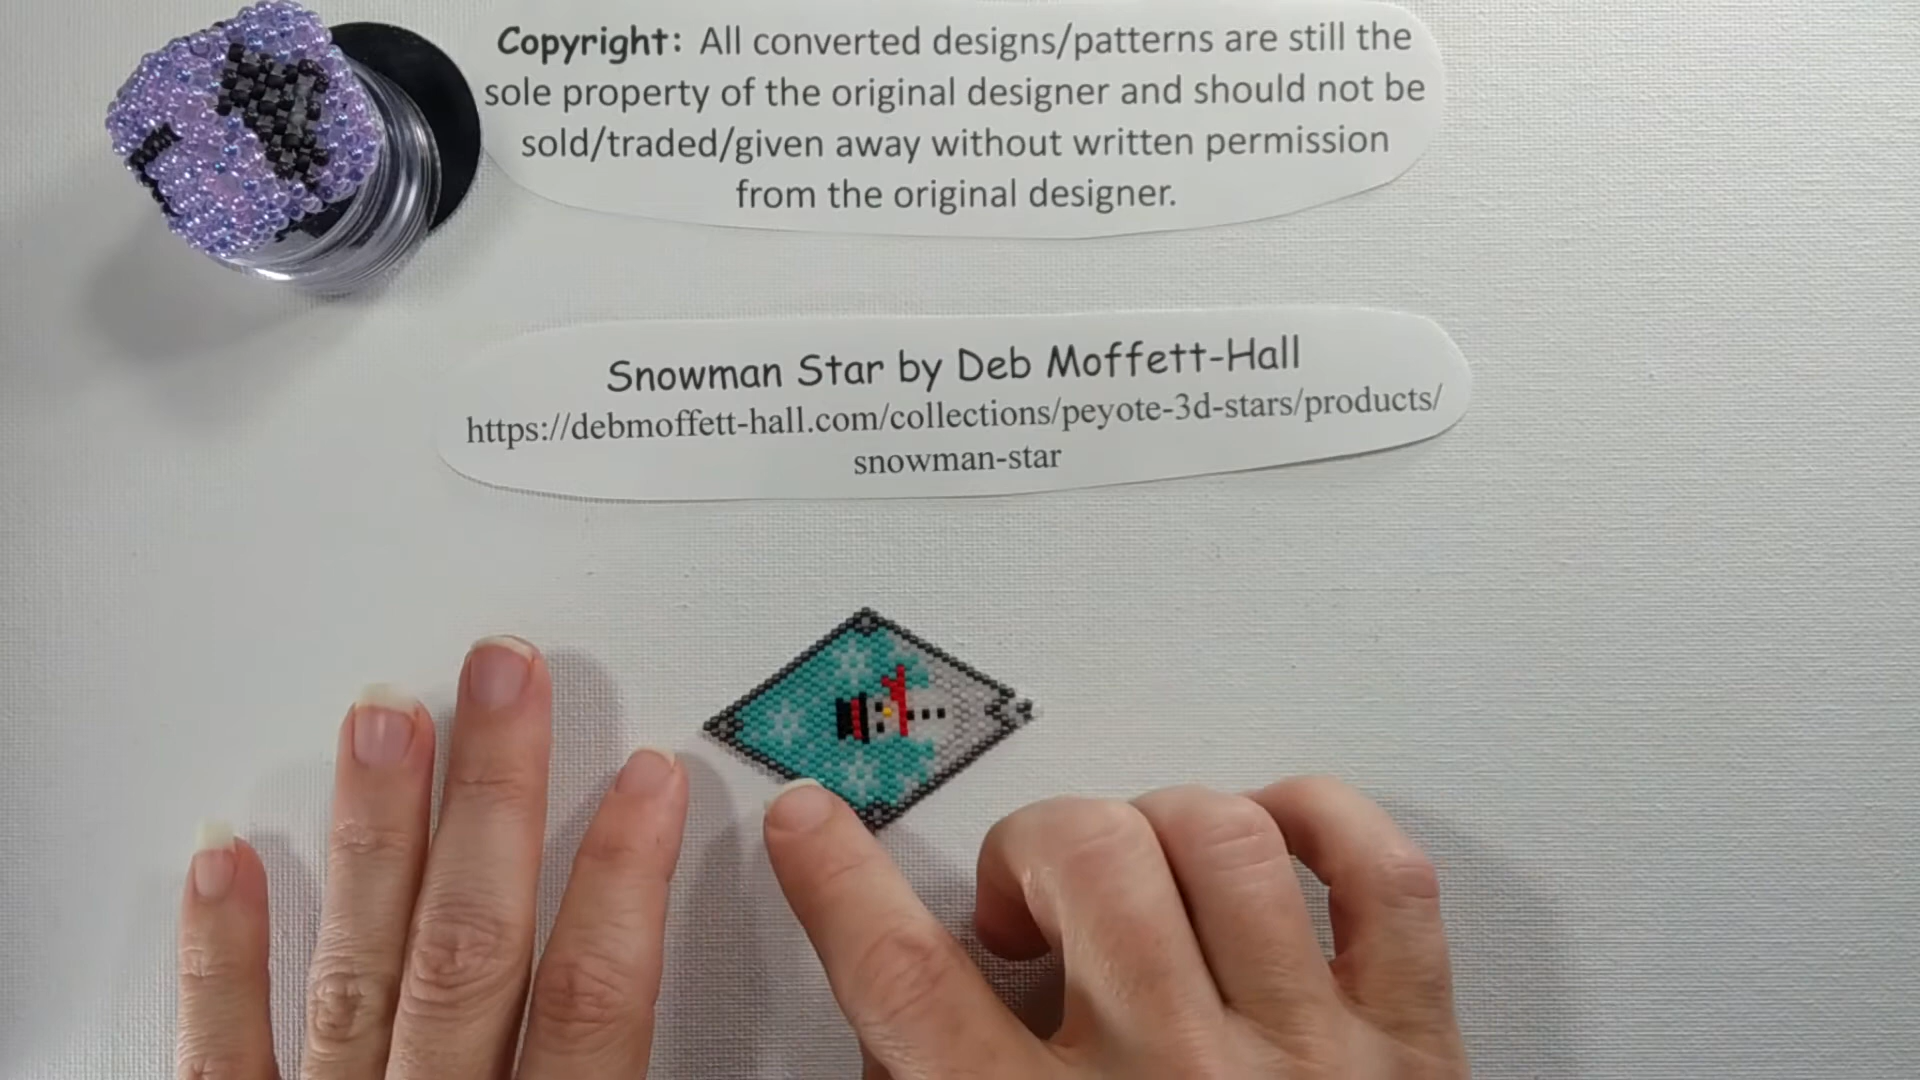 Copyright: All converted designs/patterns are still the
sole property of the original designer and should not be
sold/traded/given away without written permission
from the original designer.
Snowman Star by Deb Moffett-Hall
https://debmoffett-hall.com/collections/peyote-3d-stars/products/
snowman-star